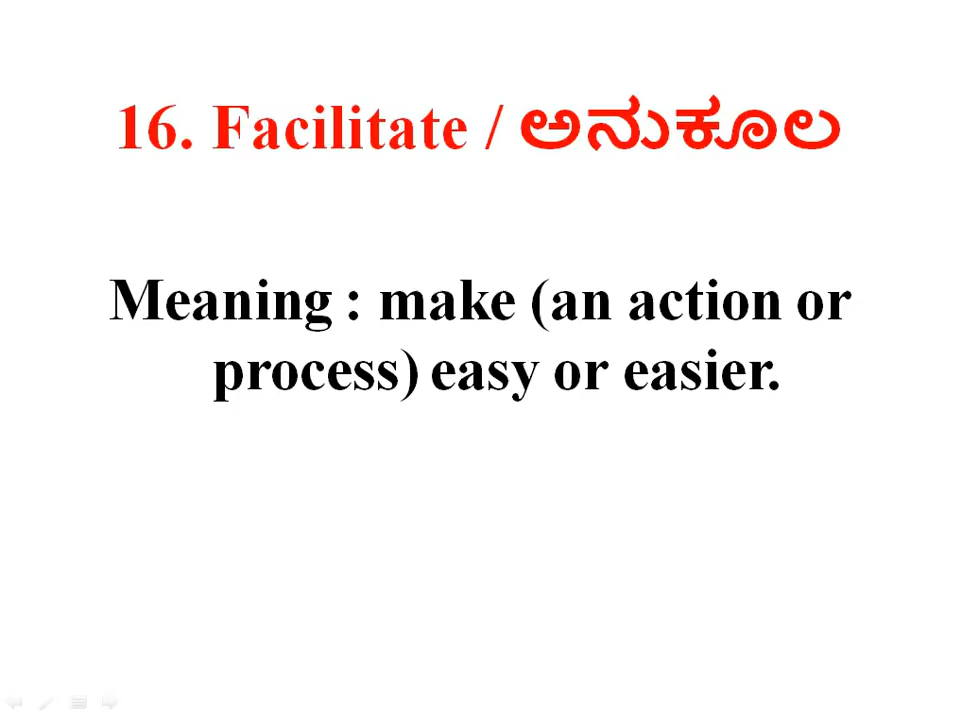 16. Facilitate / ಅನುಕೂಲ
Meaning : make (an action or
process) easy or easier.